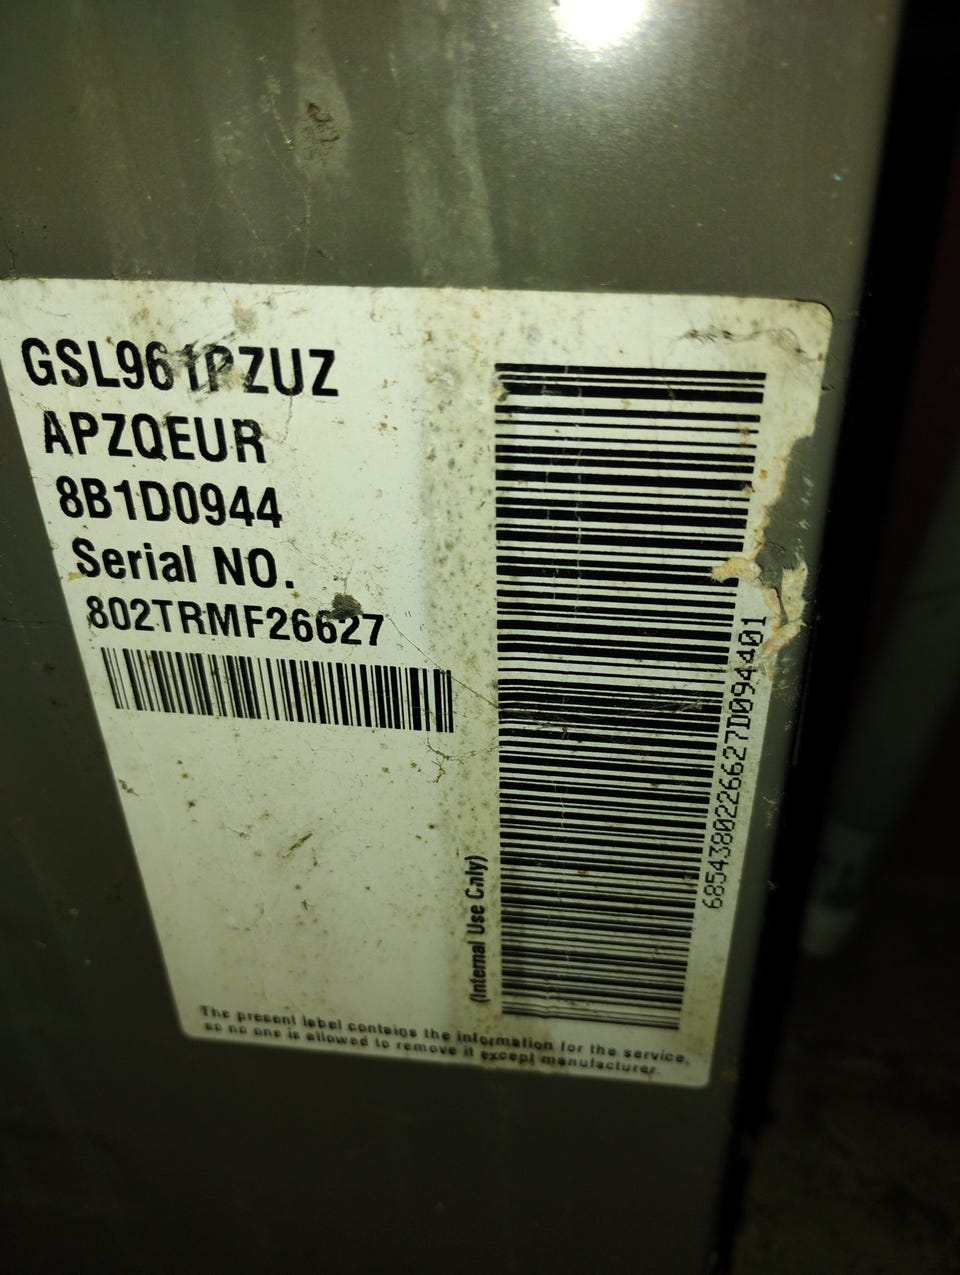 GSL961PZUZ
APZQEUR
8B1D0944
Serial NO.
802TRMF26627
(Internal Use Only)
6854380226627D094401
The present label contains the information for the service,
so no one is allowed to remove it except manufacturer.